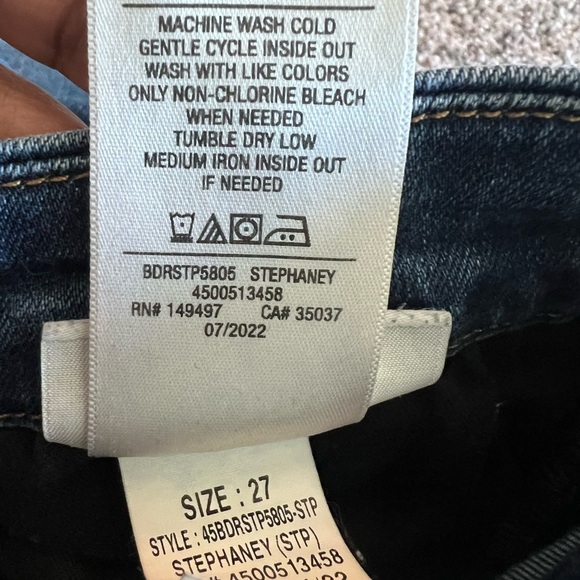 MACHINE WASH COLD
GENTLE CYCLE INSIDE OUT
WASH WITH LIKE COLORS
ONLY NON-CHLORINE BLEACH
WHEN NEEDED
TUMBLE DRY LOW
MEDIUM IRON INSIDE OUT
IF NEEDED
BDRSTP5805 STEPHANEY
4500513458
RN# 149497 CA# 35037
07/2022
SIZE : 27
STYLE : 45BDRSTP5805-STP
STEPHANEY (STP)
4500513458